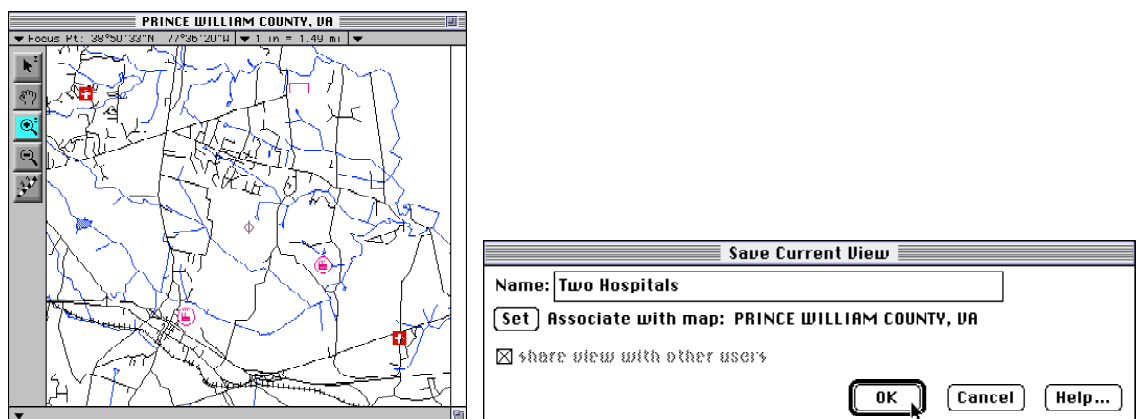 PRINCE WILLIAM COUNTY, VA
Focus Pt: 38°50'33"N 77°36'20"W 1 in = 1.49 mi
Save Current View
Name: Two Hospitals
Set Associate with map: PRINCE WILLIAM COUNTY, VA
share view with other users
OK Cancel Help...